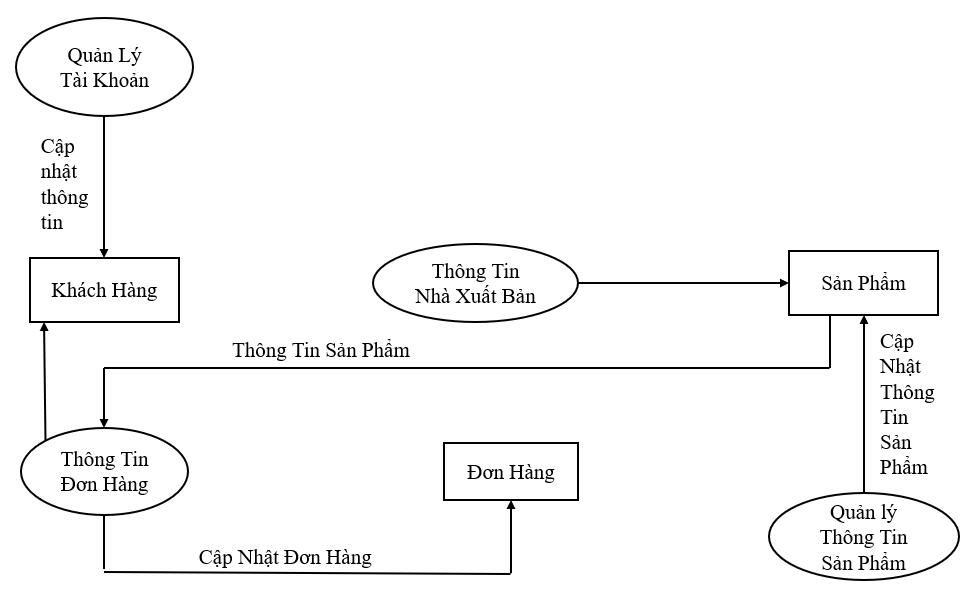 Quản Lý
Tài Khoản
Cập
nhật
thông
tin
Khách Hàng
Thông Tin
Nhà Xuất Bản
Sản Phẩm
Thông Tin Sản Phẩm
Cập
Nhật
Thông
Tin
Sản
Phẩm
Thông Tin
Đơn Hàng
Đơn Hàng
Quản lý
Thông Tin
Sản Phẩm
Cập Nhật Đơn Hàng